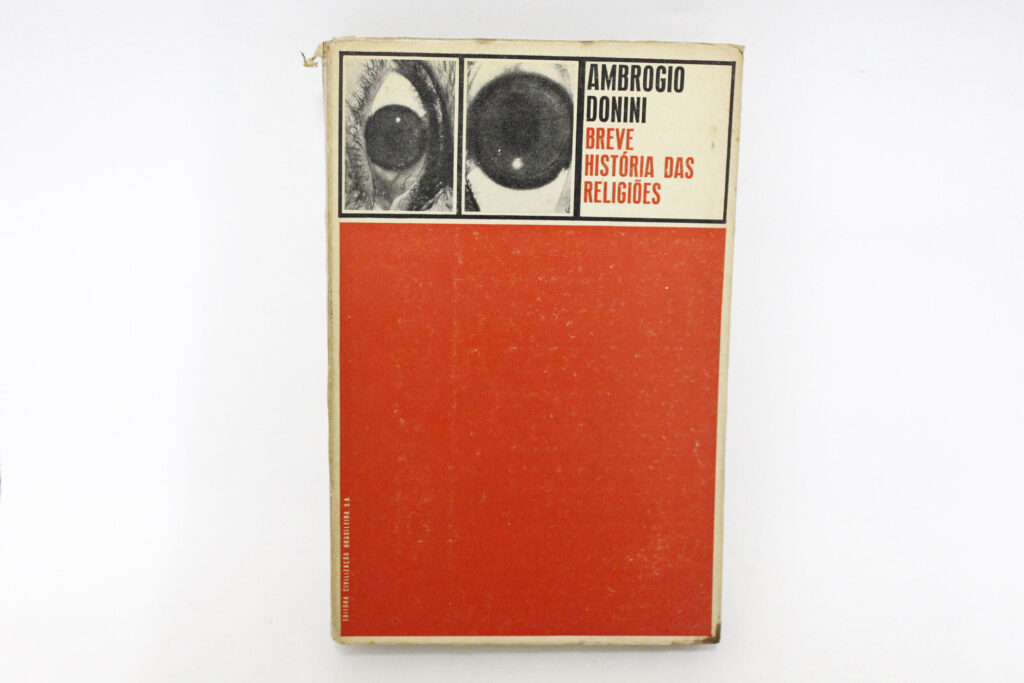 AMBROGIO
DONINI
BREVE
HISTÓRIA DAS
RELIGIÕES
EDITORA CIVILIZAÇÃO BRASILEIRA S.A.